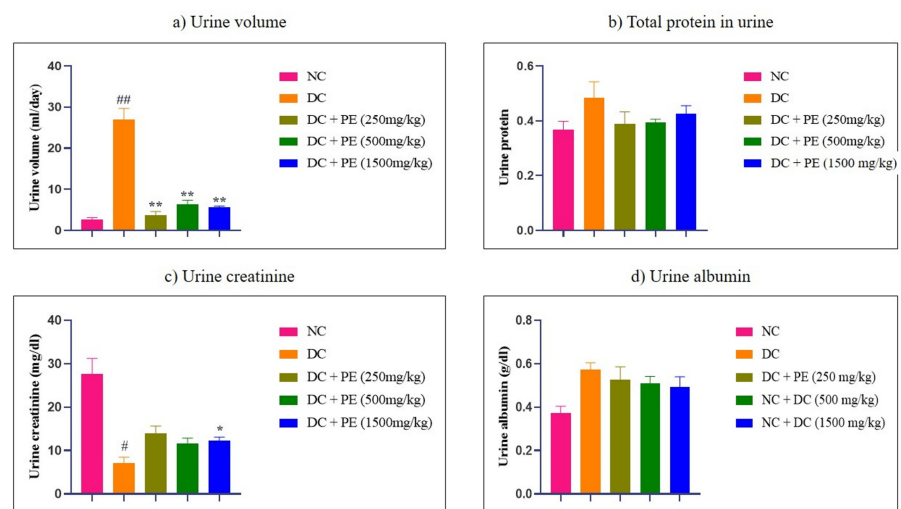 a) Urine volume
b) Total protein in urine
40
30
20
10
0
Urine volume (ml/day)
##
**
**
**
NC
DC
DC + PE (250mg/kg)
DC + PE (500mg/kg)
DC + PE (1500mg/kg)
0.6
0.4
0.2
0.0
Urine protein
NC
DC
DC + PE (250mg/kg)
DC + PE (500mg/kg)
DC + PE (1500 mg/kg)
c) Urine creatinine
d) Urine albumin
40
30
20
10
0
Urine creatinine (mg/dl)
#
*
NC
DC
DC + PE (250mg/kg)
DC + PE (500mg/kg)
DC + PE (1500mg/kg)
0.8
0.6
0.4
0.2
0.0
Urine albumin (g/dl)
NC
DC
DC + PE (250 mg/kg)
NC + DC (500 mg/kg)
NC + DC (1500 mg/kg)